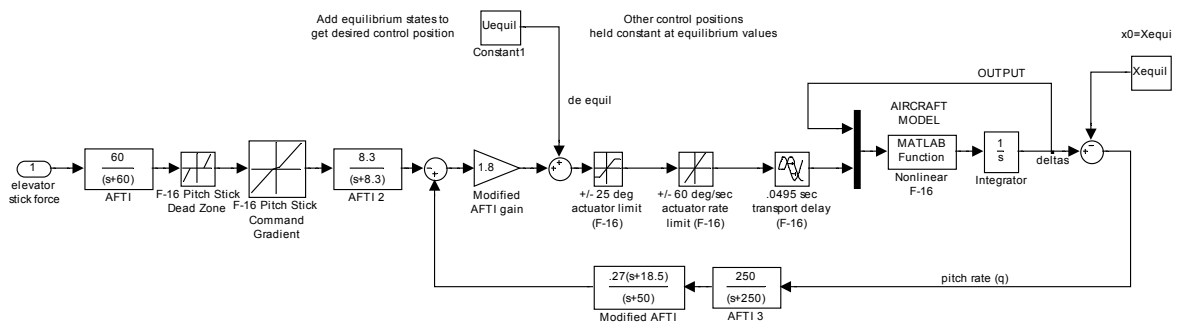 Add equilibrium states to
get desired control position
Uequil
Constant1
Other control positions
held constant at equilibrium values
x0=Xequi
Xequil
OUTPUT
de equil
AIRCRAFT
MODEL
1
elevator
stick force
60
(s+60)
AFTI
F-16 Pitch Stick
Dead Zone
F-16 Pitch Stick
Command
Gradient
8.3
(s+8.3)
AFTI 2
1.8
Modified
AFTI gain
+/- 25 deg
actuator limit
(F-16)
+/- 60 deg/sec
actuator rate
limit (F-16)
.0495 sec
transport delay
(F-16)
MATLAB
Function
Nonlinear
F-16
1
s
Integrator
deltas
pitch rate (q)
.27(s+18.5)
(s+50)
Modified AFTI
250
(s+250)
AFTI 3